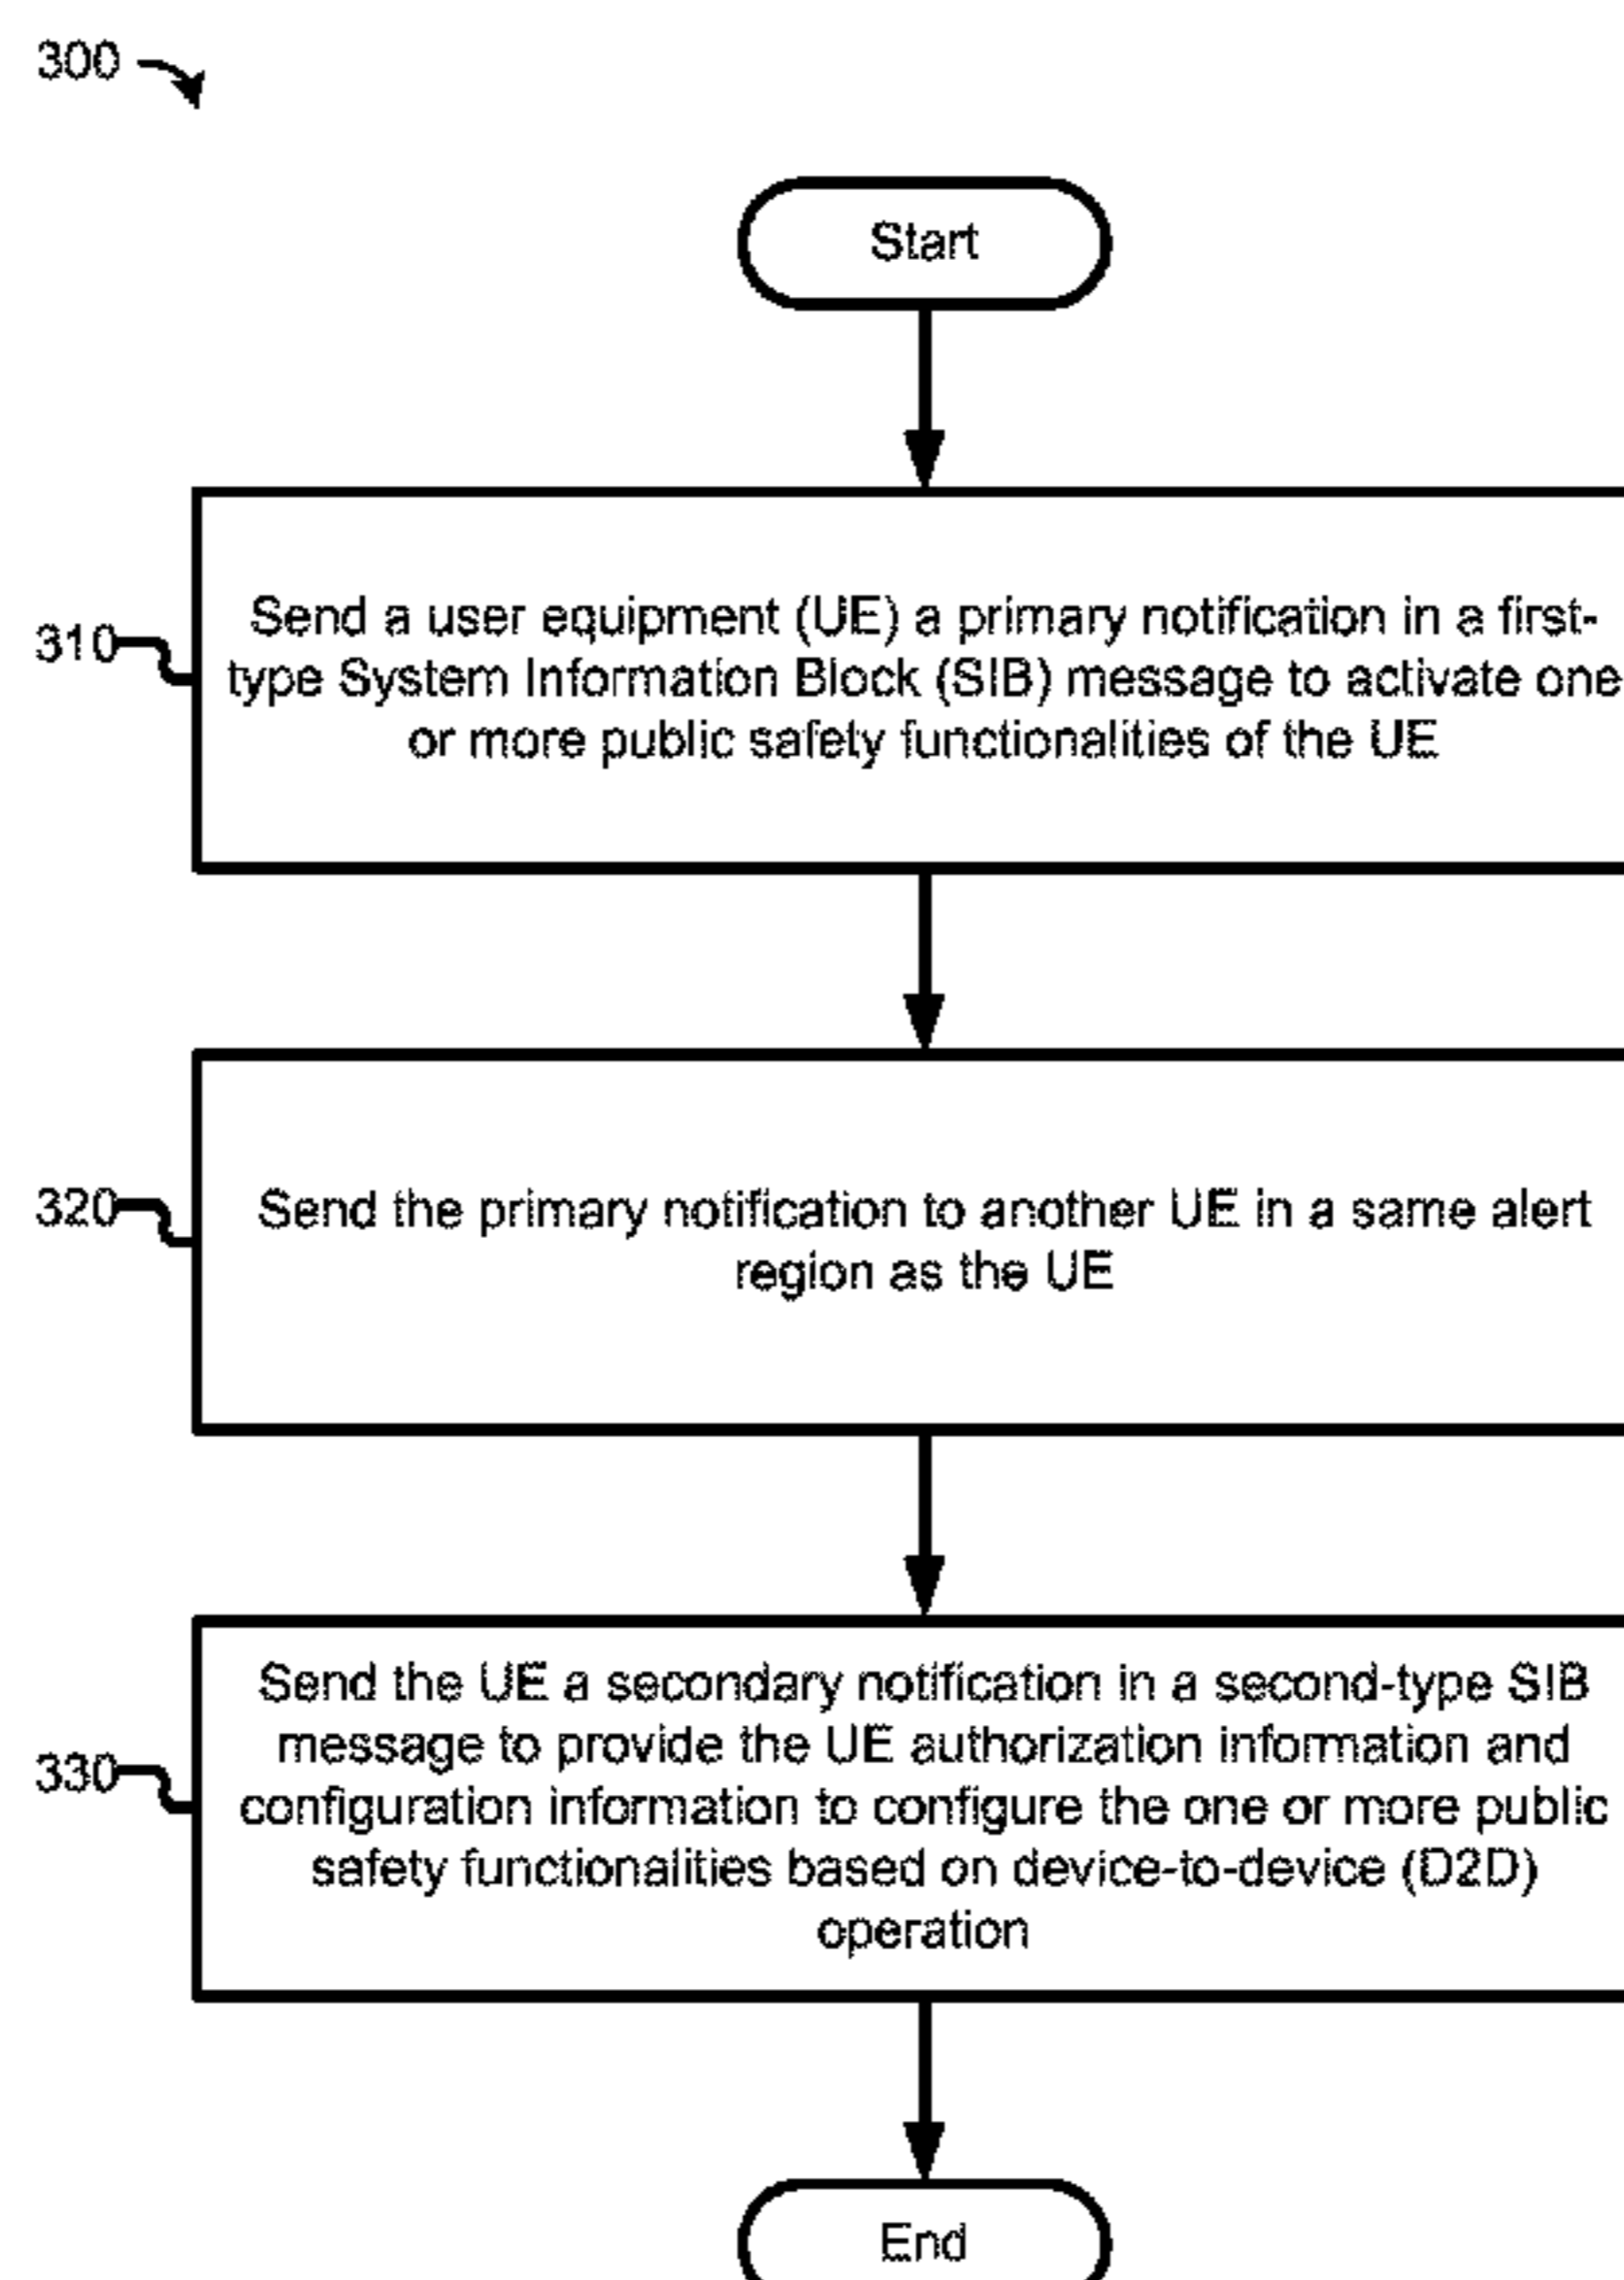 300
Start
310
Send a user equipment (UE) a primary notification in a first-
type System Information Block (SIB) message to activate one
or more public safety functionalities of the UE
320
Send the primary notification to another UE in a same alert
region as the UE
330
Send the UE a secondary notification in a second-type SIB
message to provide the UE authorization information and
configuration information to configure the one or more public
safety functionalities based on device-to-device (D2D)
operation
End